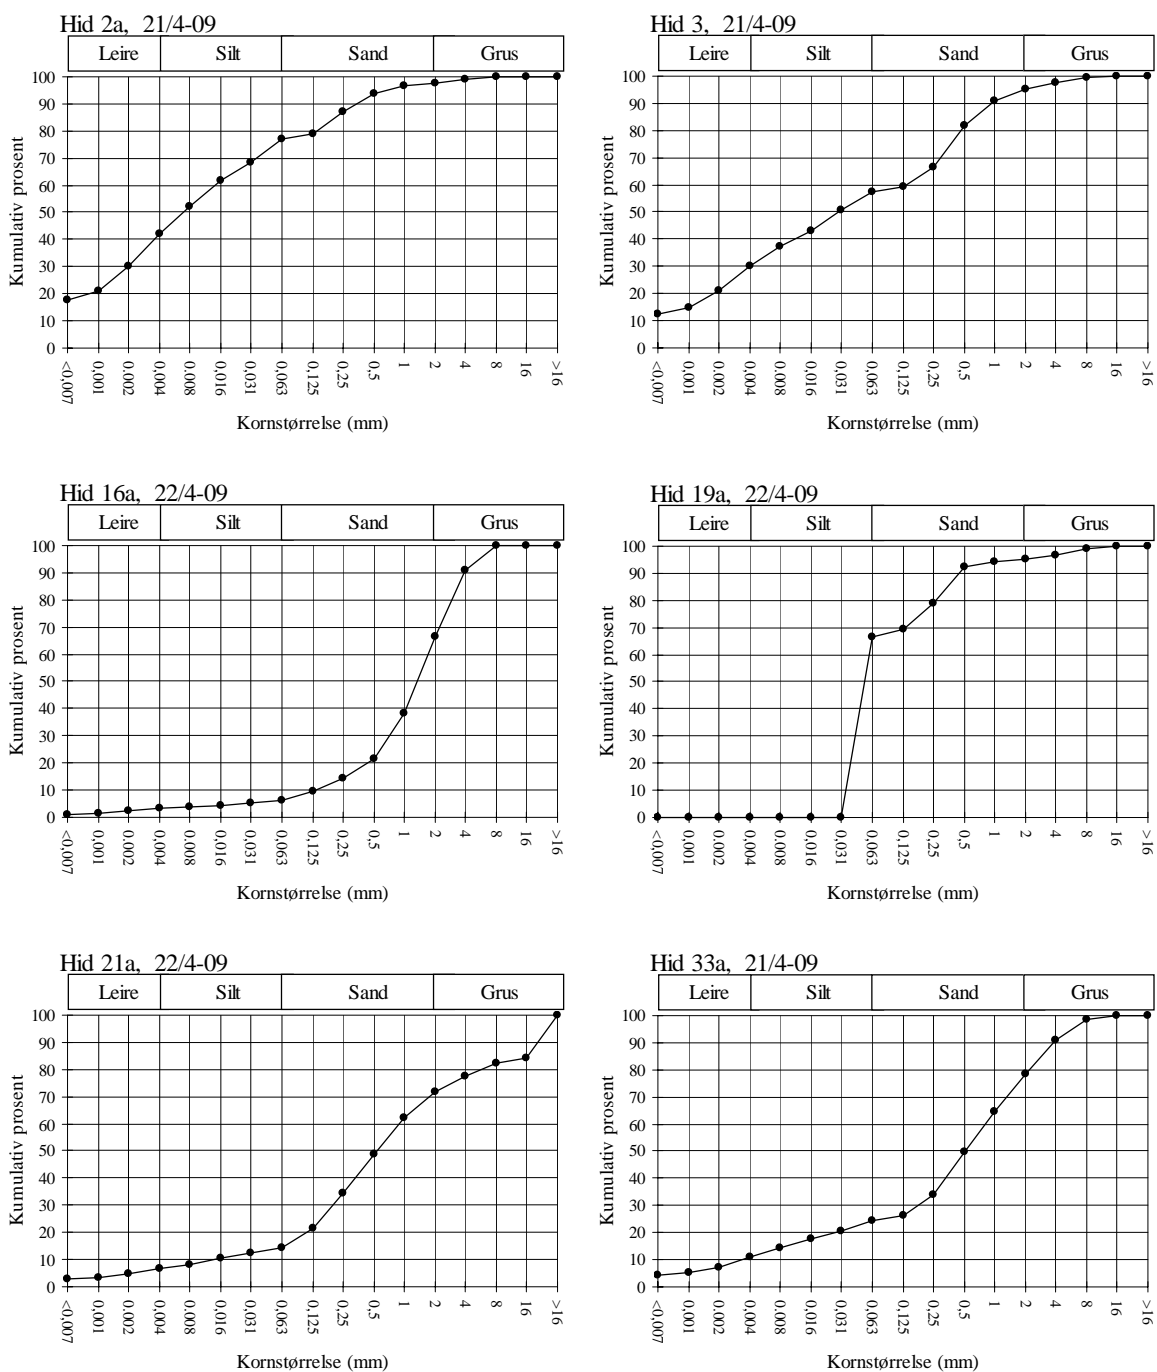 Hid 2a, 21/4-09
Leire Silt Sand Grus
Kumulativ prosent
100
90
80
70
60
50
40
30
20
10
0
<0,007 0,001 0.002 0,004 0.008 0,016 0,031 0,063 0,125 0,25 0,5 1 2 4 8 16 >16
Kornstørrelse (mm)
Hid 3, 21/4-09
Leire Silt Sand Grus
Kumulativ prosent
100
90
80
70
60
50
40
30
20
10
0
<0,007 0,001 0.002 0,004 0.008 0,016 0,031 0,063 0,125 0,25 0,5 1 2 4 8 16 >16
Kornstørrelse (mm)
Hid 16a, 22/4-09
Leire Silt Sand Grus
Kumulativ prosent
100
90
80
70
60
50
40
30
20
10
0
<0,007 0,001 0.002 0,004 0.008 0,016 0,031 0,063 0,125 0,25 0,5 1 2 4 8 16 >16
Kornstørrelse (mm)
Hid 19a, 22/4-09
Leire Silt Sand Grus
Kumulativ prosent
100
90
80
70
60
50
40
30
20
10
0
<0,007 0,001 0.002 0,004 0.008 0,016 0,031 0,063 0,125 0,25 0,5 1 2 4 8 16 >16
Kornstørrelse (mm)
Hid 21a, 22/4-09
Leire Silt Sand Grus
Kumulativ prosent
100
90
80
70
60
50
40
30
20
10
0
<0,007 0,001 0.002 0,004 0.008 0,016 0,031 0,063 0,125 0,25 0,5 1 2 4 8 16 >16
Kornstørrelse (mm)
Hid 33a, 21/4-09
Leire Silt Sand Grus
Kumulativ prosent
100
90
80
70
60
50
40
30
20
10
0
<0,007 0,001 0.002 0,004 0.008 0,016 0,031 0,063 0,125 0,25 0,5 1 2 4 8 16 >16
Kornstørrelse (mm)